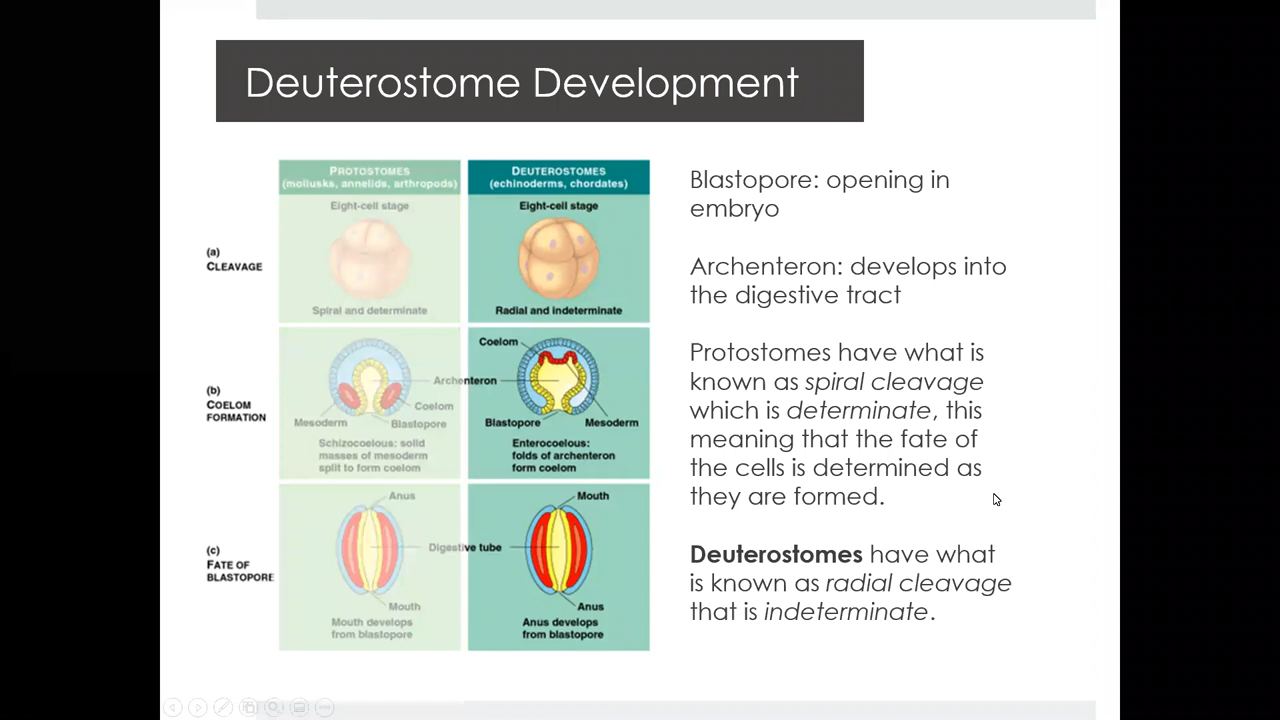 Deuterostome Development
PROTOSTOMES
(mollusks, annelids, arthropods)
DEUTEROSTOMES
(echinoderms, chordates)
Eight-cell stage
Eight-cell stage
(a)
CLEAVAGE
Spiral and determinate
Radial and indeterminate
Coelom
Archenteron
(b)
COELOM
FORMATION
Coelom
Mesoderm
Blastopore
Blastopore
Mesoderm
Schizocoelous: solid
masses of mesoderm
split to form coelom
Enterocoelous:
folds of archenteron
form coelom
Anus
Mouth
Digestive tube
(c)
FATE OF
BLASTOPORE
Mouth
Anus
Mouth develops
from blastopore
Anus develops
from blastopore
Blastopore: opening in
embryo
Archenteron: develops into
the digestive tract
Protostomes have what is
known as spiral cleavage
which is determinate, this
meaning that the fate of
the cells is determined as
they are formed.
Deuterostomes have what
is known as radial cleavage
that is indeterminate.